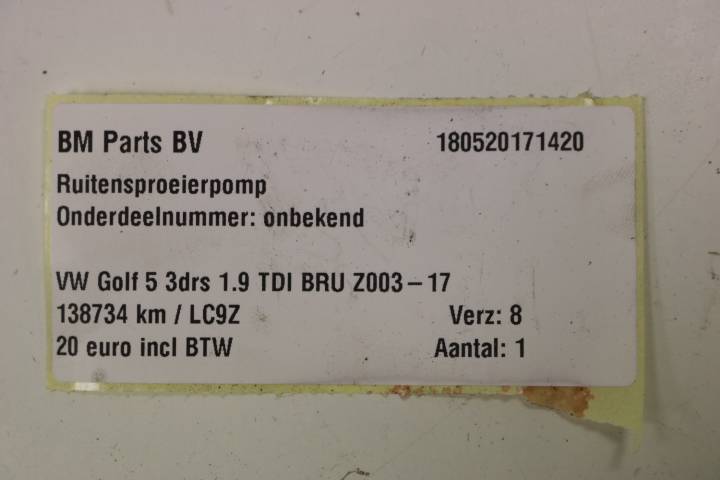 BM Parts BV 180520171420
Ruitensproeierpomp
Onderdeelnummer: onbekend
VW Golf 5 3drs 1.9 TDI BRU Z003-17
138734 km / LC9Z Verz: 8
20 euro incl BTW Aantal: 1